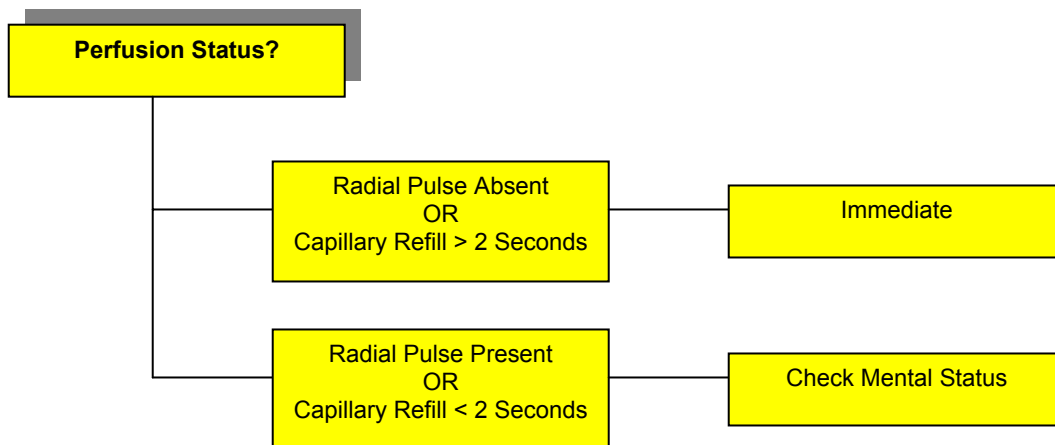 Perfusion Status?
Radial Pulse Absent
OR
Capillary Refill > 2 Seconds
Immediate
Radial Pulse Present
OR
Capillary Refill < 2 Seconds
Check Mental Status